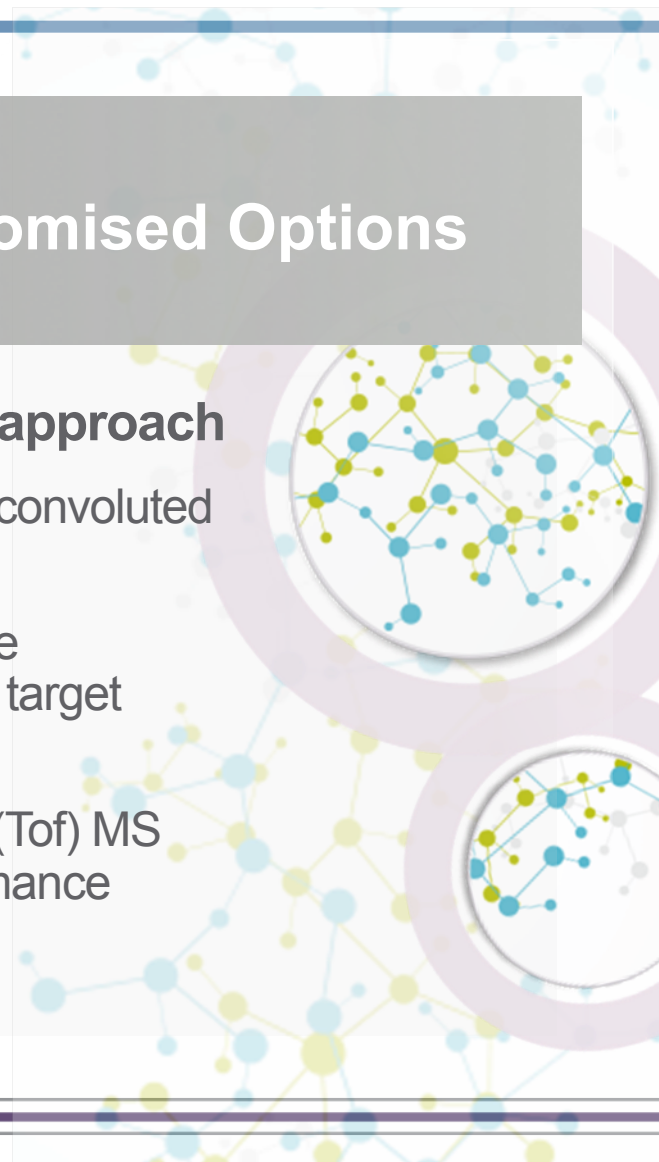 omised Options
approach
convoluted
e
target
(Tof) MS
nance